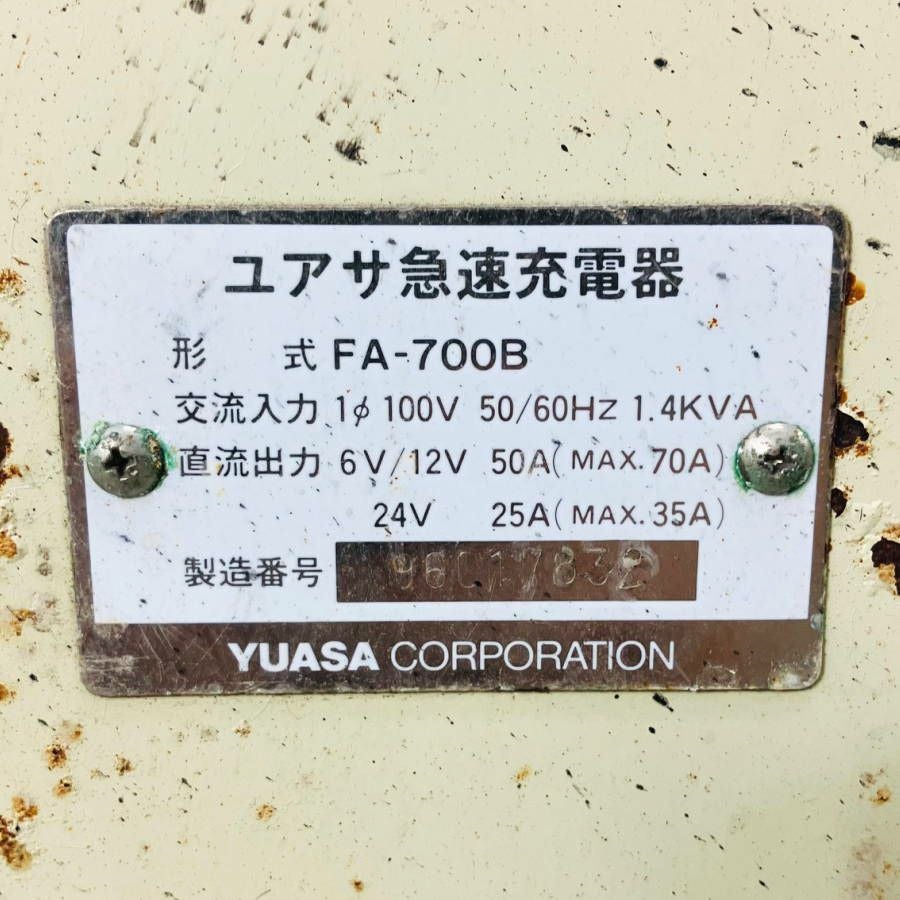 ユアサ急速充電器
形 式 FA-700B
交流入力 1φ 100V 50/60HZ 1.4KVA
直流出力 6V/12V 50A(MAX.70A)
24V 25A(MAX.35A)
製造番号 96C17832
YUASA CORPORATION